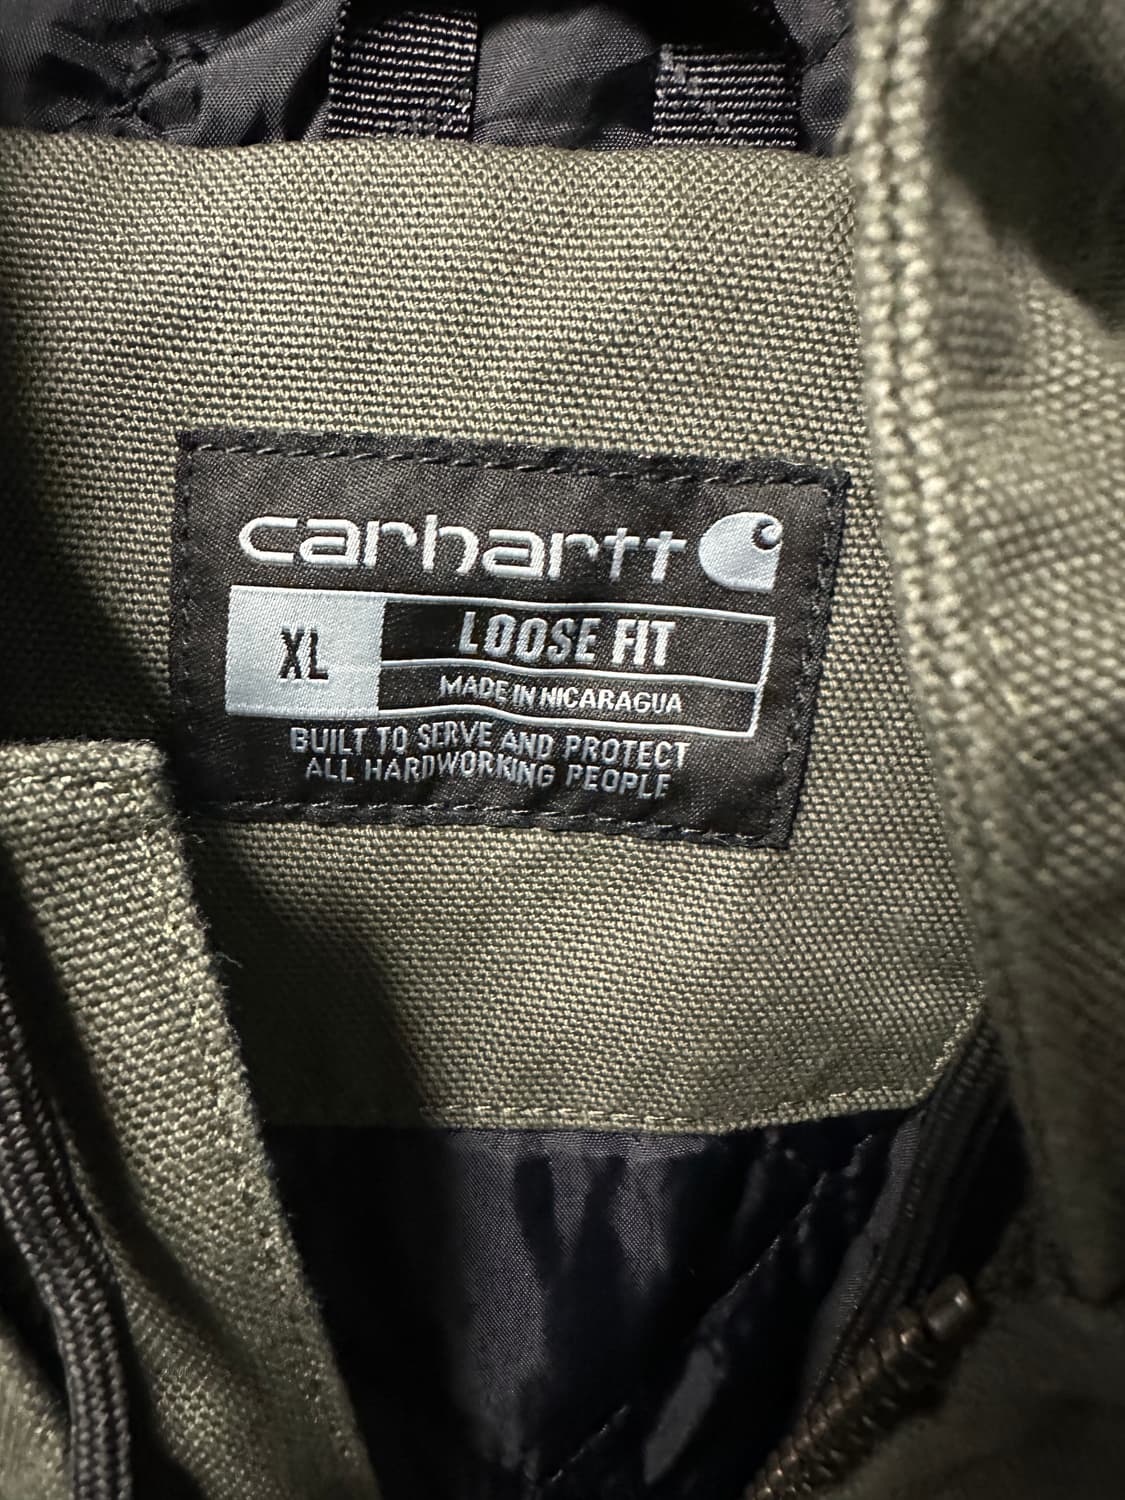 carhartt
XL
LOOSE FIT
MADE IN NICARAGUA
BUILT TO SERVE AND PROTECT
ALL HARDWORKING PEOPLE